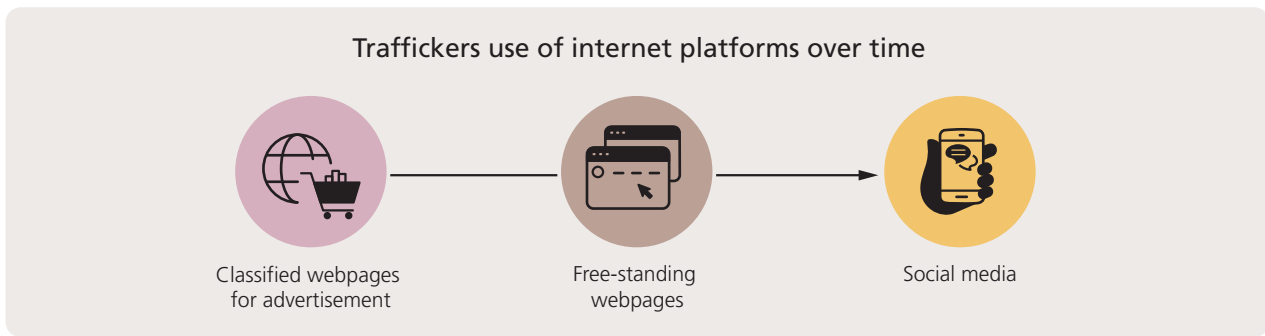 Traffickers use of internet platforms over time
Classified webpages
for advertisement
Free-standing
webpages
Social media